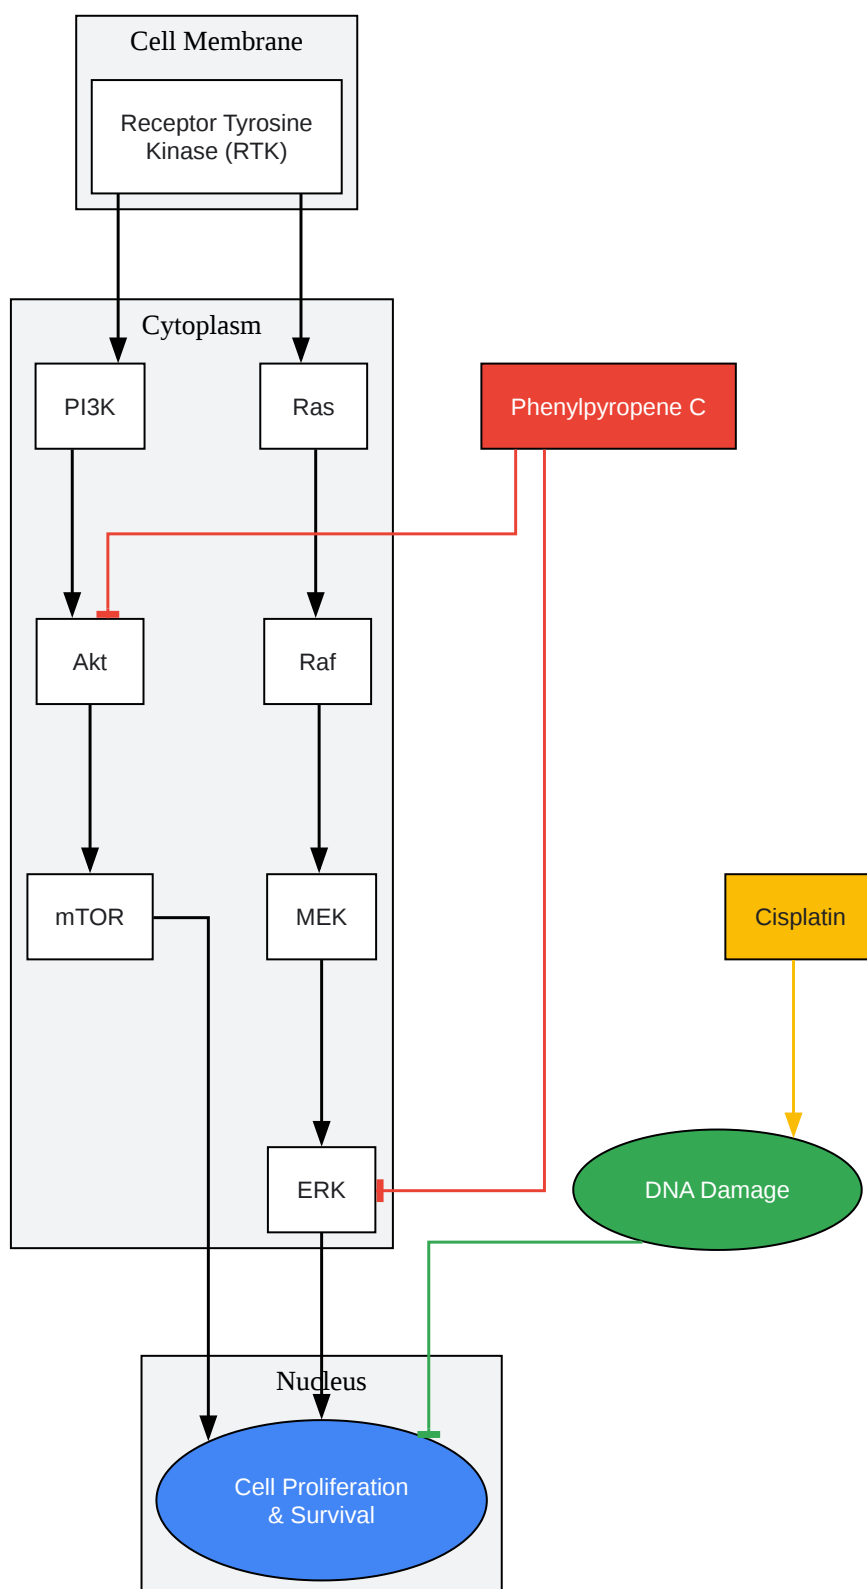 Cell Membrane
Receptor Tyrosine
Kinase (RTK)
Cytoplasm
PI3K
Ras
Phenylpyropene C
Akt
Raf
mTOR
MEK
Cisplatin
ERK
DNA Damage
Nucleus
Cell Proliferation
& Survival